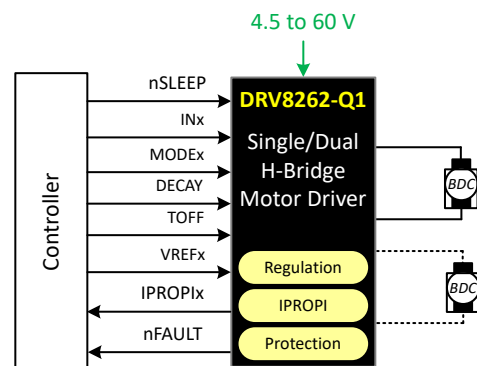 4.5 to 60 V
Controller
nSLEEP
INx
MODEx
DECAY
TOFF
VREFx
IPROPIx
nFAULT
DRV8262-Q1
Single/Dual
H-Bridge
Motor Driver
Regulation
IPROPI
Protection
BDC
BDC